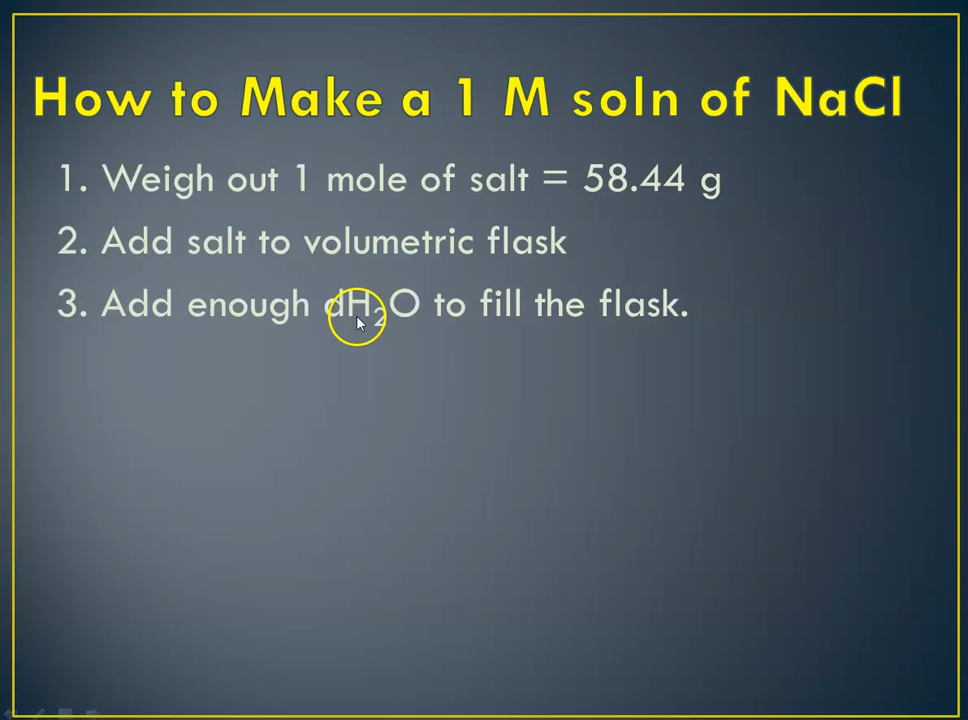 How to Make a 1 M soln of NaCl
1. Weigh out 1 mole of salt = 58.44 g
2. Add salt to volumetric flask
3. Add enough dH₂O to fill the flask.